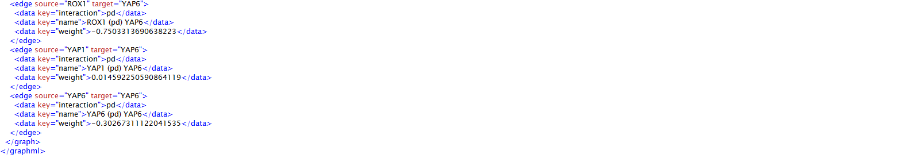 <edge source="ROX1" target="YAP6">
<data key="interaction">pd</data>
<data key="name">ROX1 (pd) YAP6</data>
<data key="weight">-0.7503313690638223</data>
</edge>
<edge source="YAP1" target="YAP6">
<data key="interaction">pd</data>
<data key="name">YAP1 (pd) YAP6</data>
<data key="weight">0.014592250590864119</data>
</edge>
<edge source="YAP6" target="YAP6">
<data key="interaction">pd</data>
<data key="name">YAP6 (pd) YAP6</data>
<data key="weight">-0.30267311122041535</data>
</edge>
</graph>
</graphml>